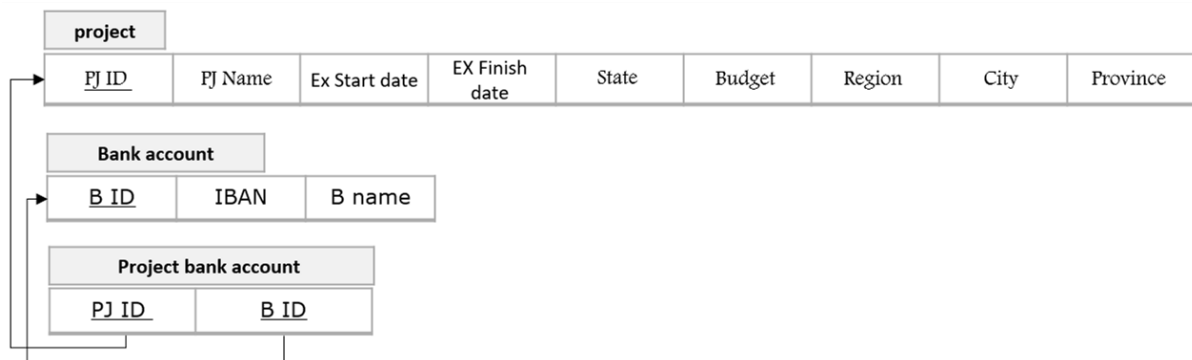 project
PJ ID PJ Name Ex Start date EX Finish date State Budget Region City Province
Bank account
B ID IBAN B name
Project bank account
PJ ID B ID